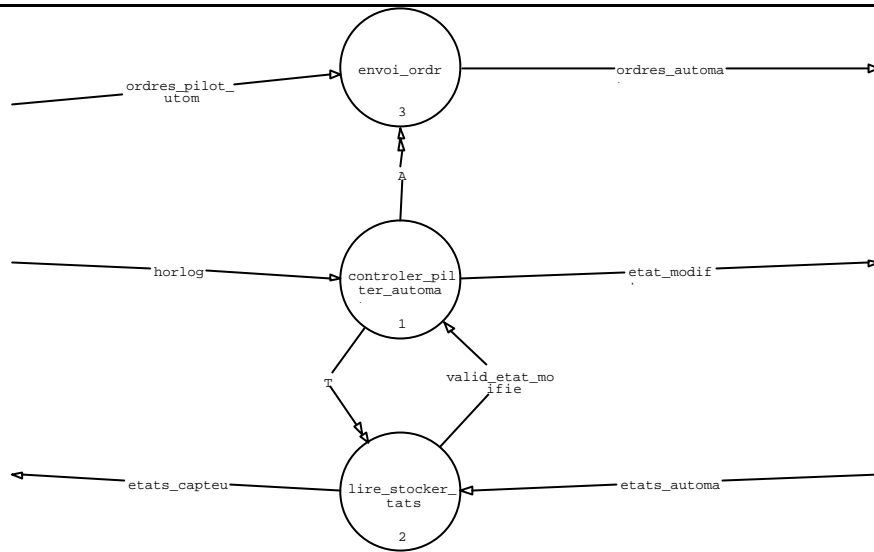 envoi_ordr
3
ordres_pilot_
utom
ordres_automa
A
horlog
controler_pil
ter_automa
1
etat_modif
T
valid_etat_mo
ifie
etats_capteu
lire_stocker_
tats
2
etats_automa